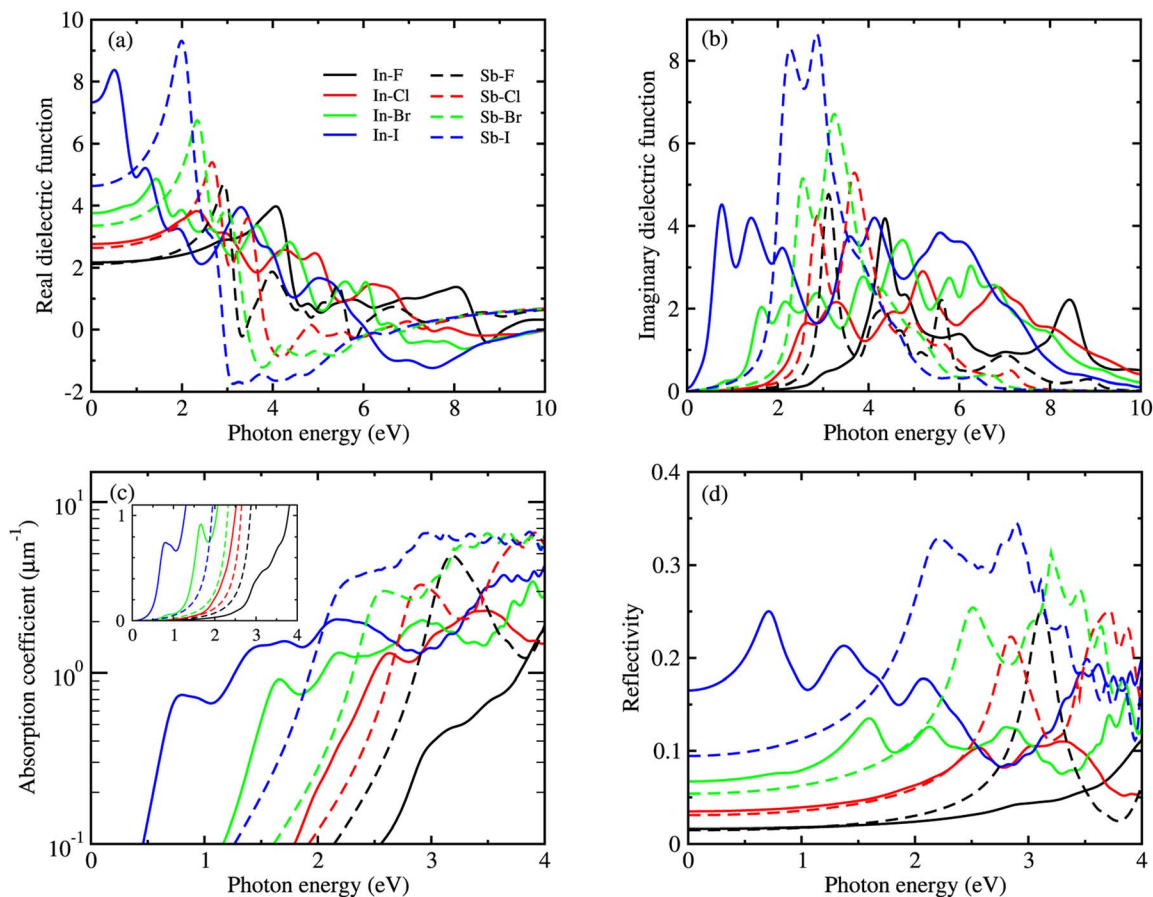 (a)
Real dielectric function
10
8
6
4
2
0
-2
In-F
In-Cl
In-Br
In-I
Sb-F
Sb-Cl
Sb-Br
Sb-I
0 2 4 6 8 10
Photon energy (eV)
(b)
Imaginary dielectric function
8
6
4
2
0
0 2 4 6 8 10
Photon energy (eV)
(c)
Absorption coefficient (μm⁻¹)
10¹
10⁰
10⁻¹
1
0
0 1 2 3 4
0 1 2 3 4
Photon energy (eV)
(d)
Reflectivity
0.4
0.3
0.2
0.1
0
0 1 2 3 4
Photon energy (eV)